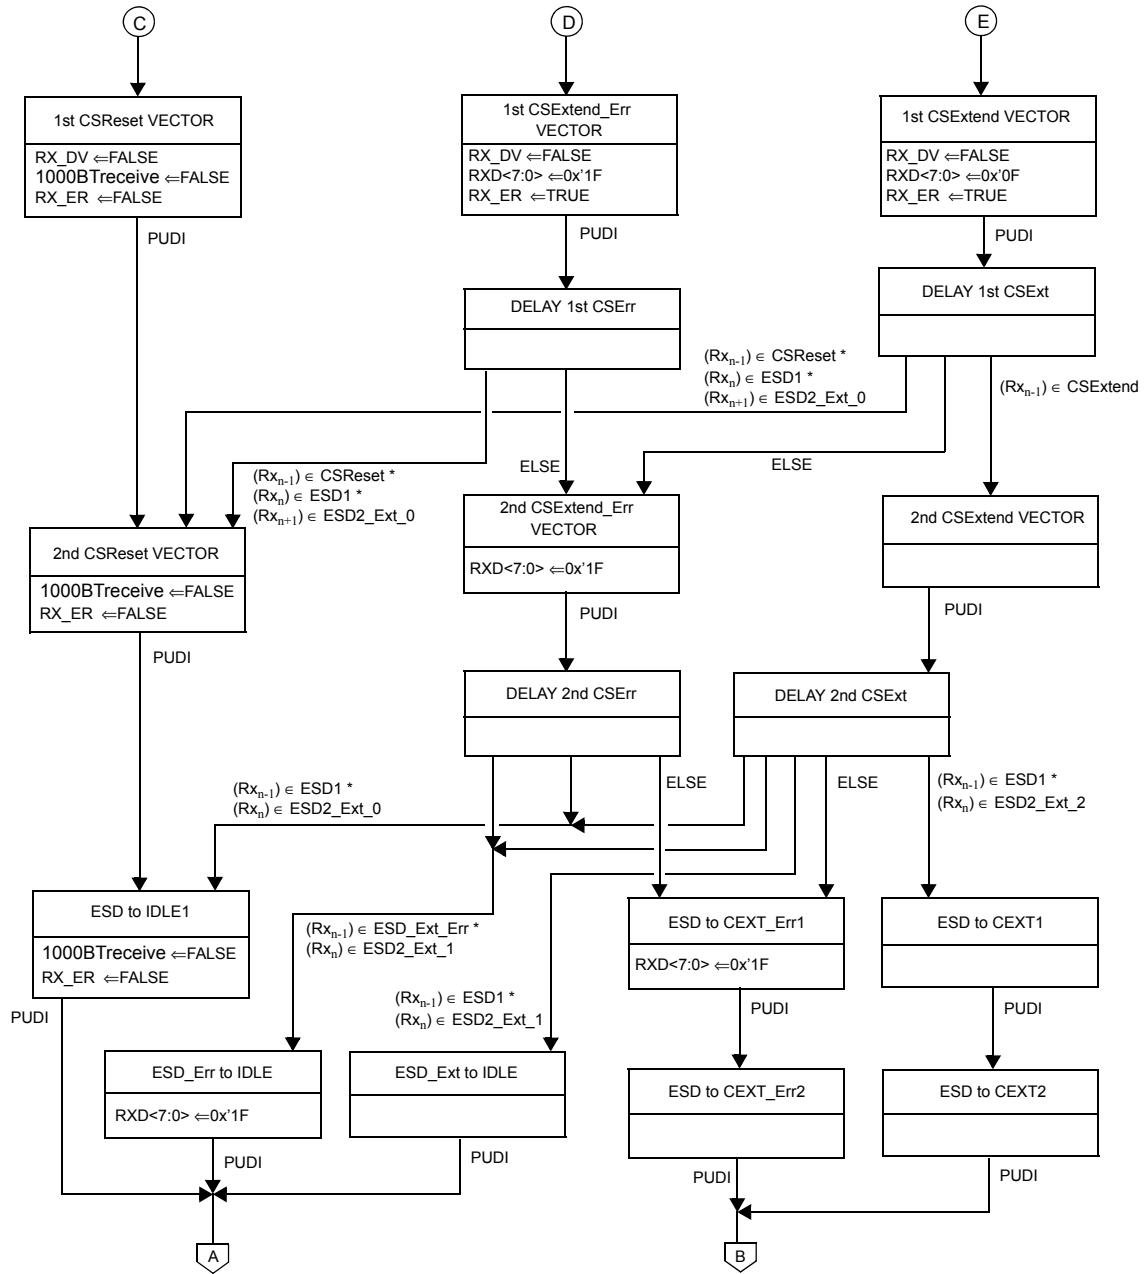 C
D
E
1st CSReset VECTOR
RX_DV ⇐FALSE
1000BTreceive ⇐FALSE
RX_ER ⇐FALSE
PUDI
1st CSExtend_Err
VECTOR
RX_DV ⇐FALSE
RXD<7:0> ⇐0x'1F
RX_ER ⇐TRUE
PUDI
1st CSExtend VECTOR
RX_DV ⇐FALSE
RXD<7:0> ⇐0x'0F
RX_ER ⇐TRUE
PUDI
DELAY 1st CSErr
DELAY 1st CSExt
(Rxn-1) ∈ CSReset *
(Rxn) ∈ ESD1 *
(Rxn+1) ∈ ESD2_Ext_0
(Rxn-1) ∈ CSExtend
ELSE
ELSE
(Rxn-1) ∈ CSReset *
(Rxn) ∈ ESD1 *
(Rxn+1) ∈ ESD2_Ext_0
2nd CSReset VECTOR
1000BTreceive ⇐FALSE
RX_ER ⇐FALSE
PUDI
2nd CSExtend_Err
VECTOR
RXD<7:0> ⇐0x'1F
PUDI
2nd CSExtend VECTOR
PUDI
DELAY 2nd CSErr
DELAY 2nd CSExt
(Rxn-1) ∈ ESD1 *
(Rxn) ∈ ESD2_Ext_0
ELSE
ELSE
(Rxn-1) ∈ ESD1 *
(Rxn) ∈ ESD2_Ext_2
ESD to IDLE1
1000BTreceive ⇐FALSE
RX_ER ⇐FALSE
PUDI
(Rxn-1) ∈ ESD_Ext_Err *
(Rxn) ∈ ESD2_Ext_1
(Rxn-1) ∈ ESD1 *
(Rxn) ∈ ESD2_Ext_1
ESD to CEXT_Err1
RXD<7:0> ⇐0x'1F
PUDI
ESD to CEXT1
PUDI
ESD_Err to IDLE
RXD<7:0> ⇐0x'1F
PUDI
ESD_Ext to IDLE
PUDI
ESD to CEXT_Err2
PUDI
ESD to CEXT2
PUDI
A
B